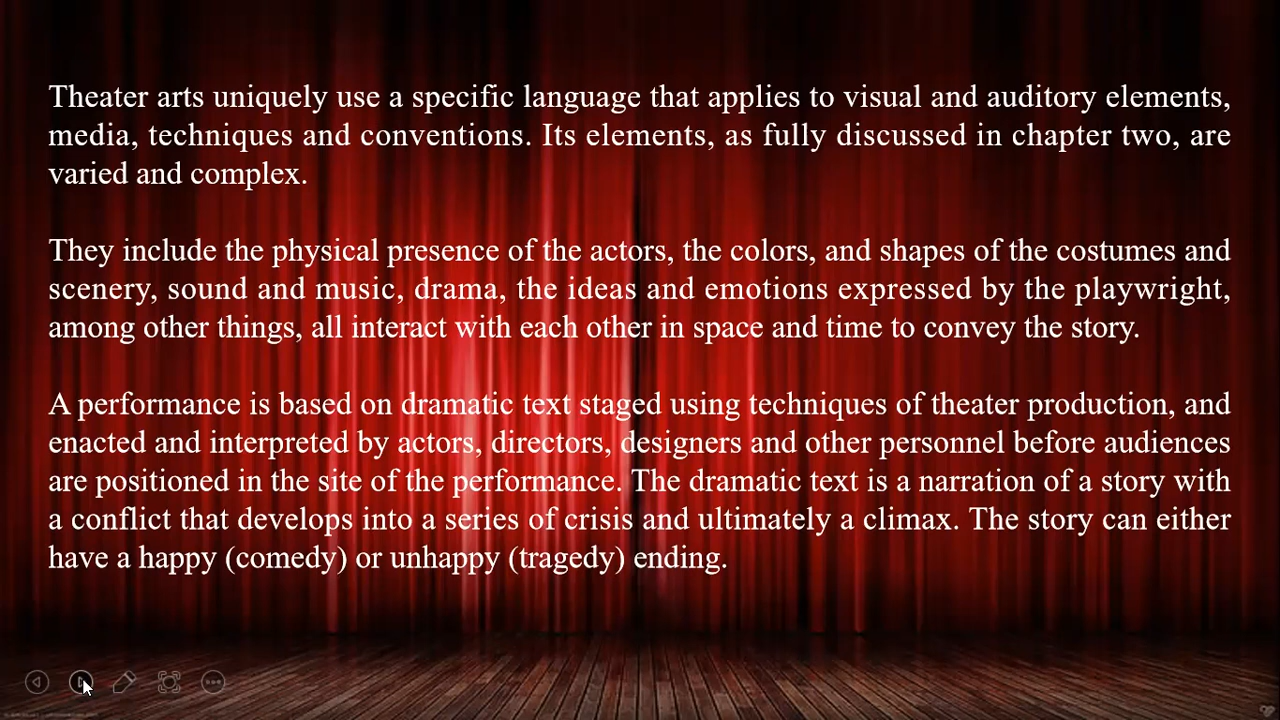 Theater arts uniquely use a specific language that applies to visual and auditory elements,
media, techniques and conventions. Its elements, as fully discussed in chapter two, are
varied and complex.
They include the physical presence of the actors, the colors, and shapes of the costumes and
scenery, sound and music, drama, the ideas and emotions expressed by the playwright,
among other things, all interact with each other in space and time to convey the story.
A performance is based on dramatic text staged using techniques of theater production, and
enacted and interpreted by actors, directors, designers and other personnel before audiences
are positioned in the site of the performance. The dramatic text is a narration of a story with
a conflict that develops into a series of crisis and ultimately a climax. The story can either
have a happy (comedy) or unhappy (tragedy) ending.